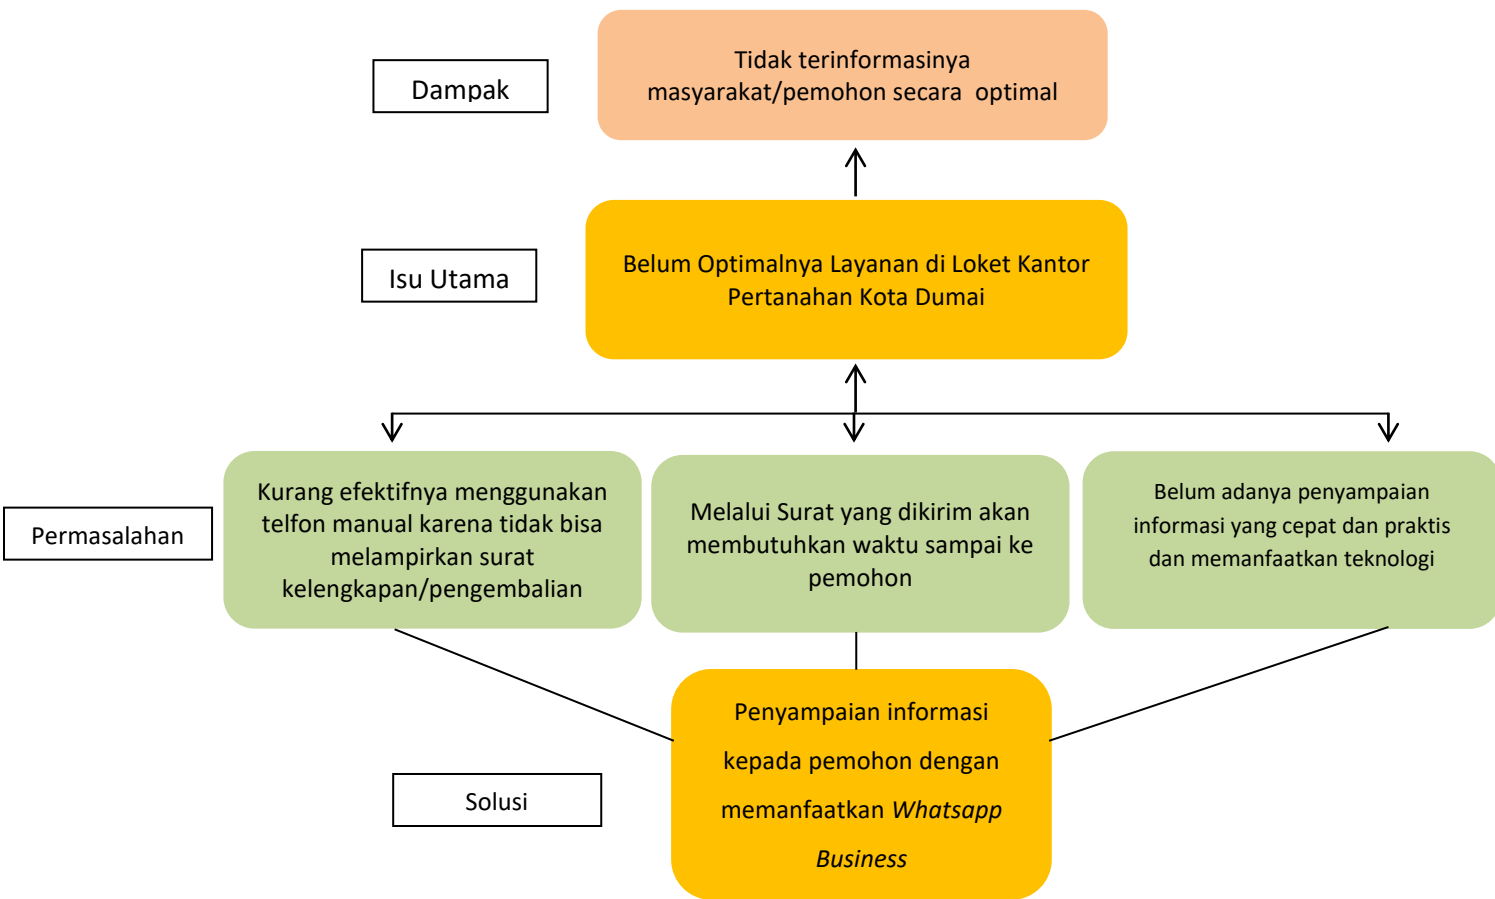 Dampak
Tidak terinformasinya
masyarakat/pemohon secara optimal
Isu Utama
Belum Optimalnya Layanan di Loket Kantor
Pertanahan Kota Dumai
Permasalahan
Kurang efektifnya menggunakan
telfon manual karena tidak bisa
melampirkan surat
kelengkapan/pengembalian
Melalui Surat yang dikirim akan
membutuhkan waktu sampai ke
pemohon
Belum adanya penyampaian
informasi yang cepat dan praktis
dan memanfaatkan teknologi
Solusi
Penyampaian informasi
kepada pemohon dengan
memanfaatkan Whatsapp
Business